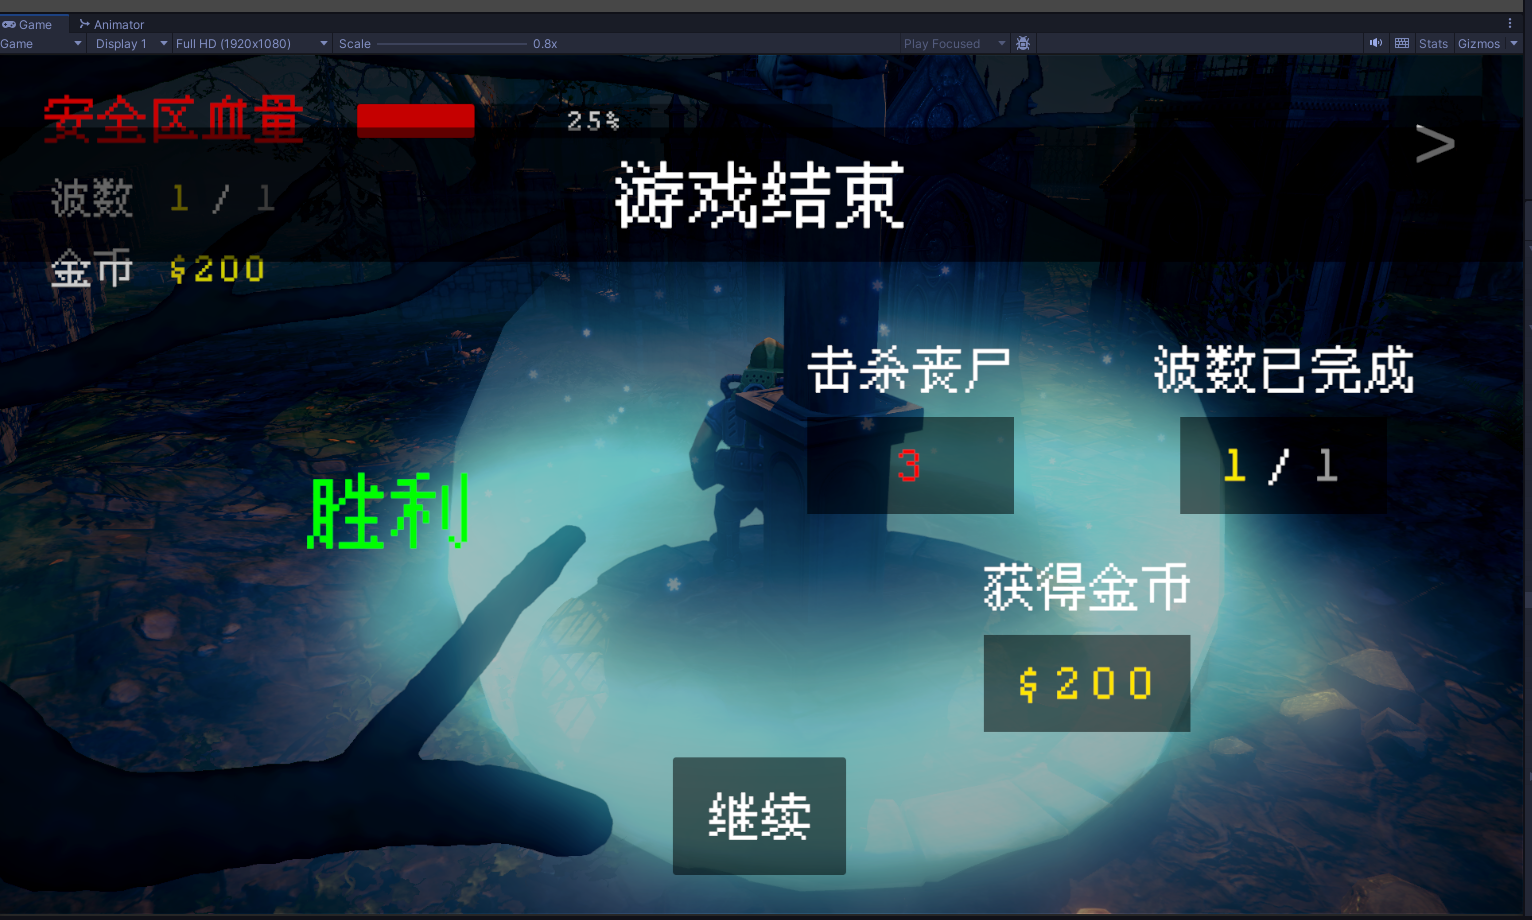 Game Animator
Game Display 1 Full HD (1920x1080) Scale 0.8x Play Focused Stats Gizmos
安全区血量 25%
>
游戏结束
波数 1 / 1
金币 $200
击杀丧尸 波数已完成
3 1 / 1
胜利
获得金币
$200
继续